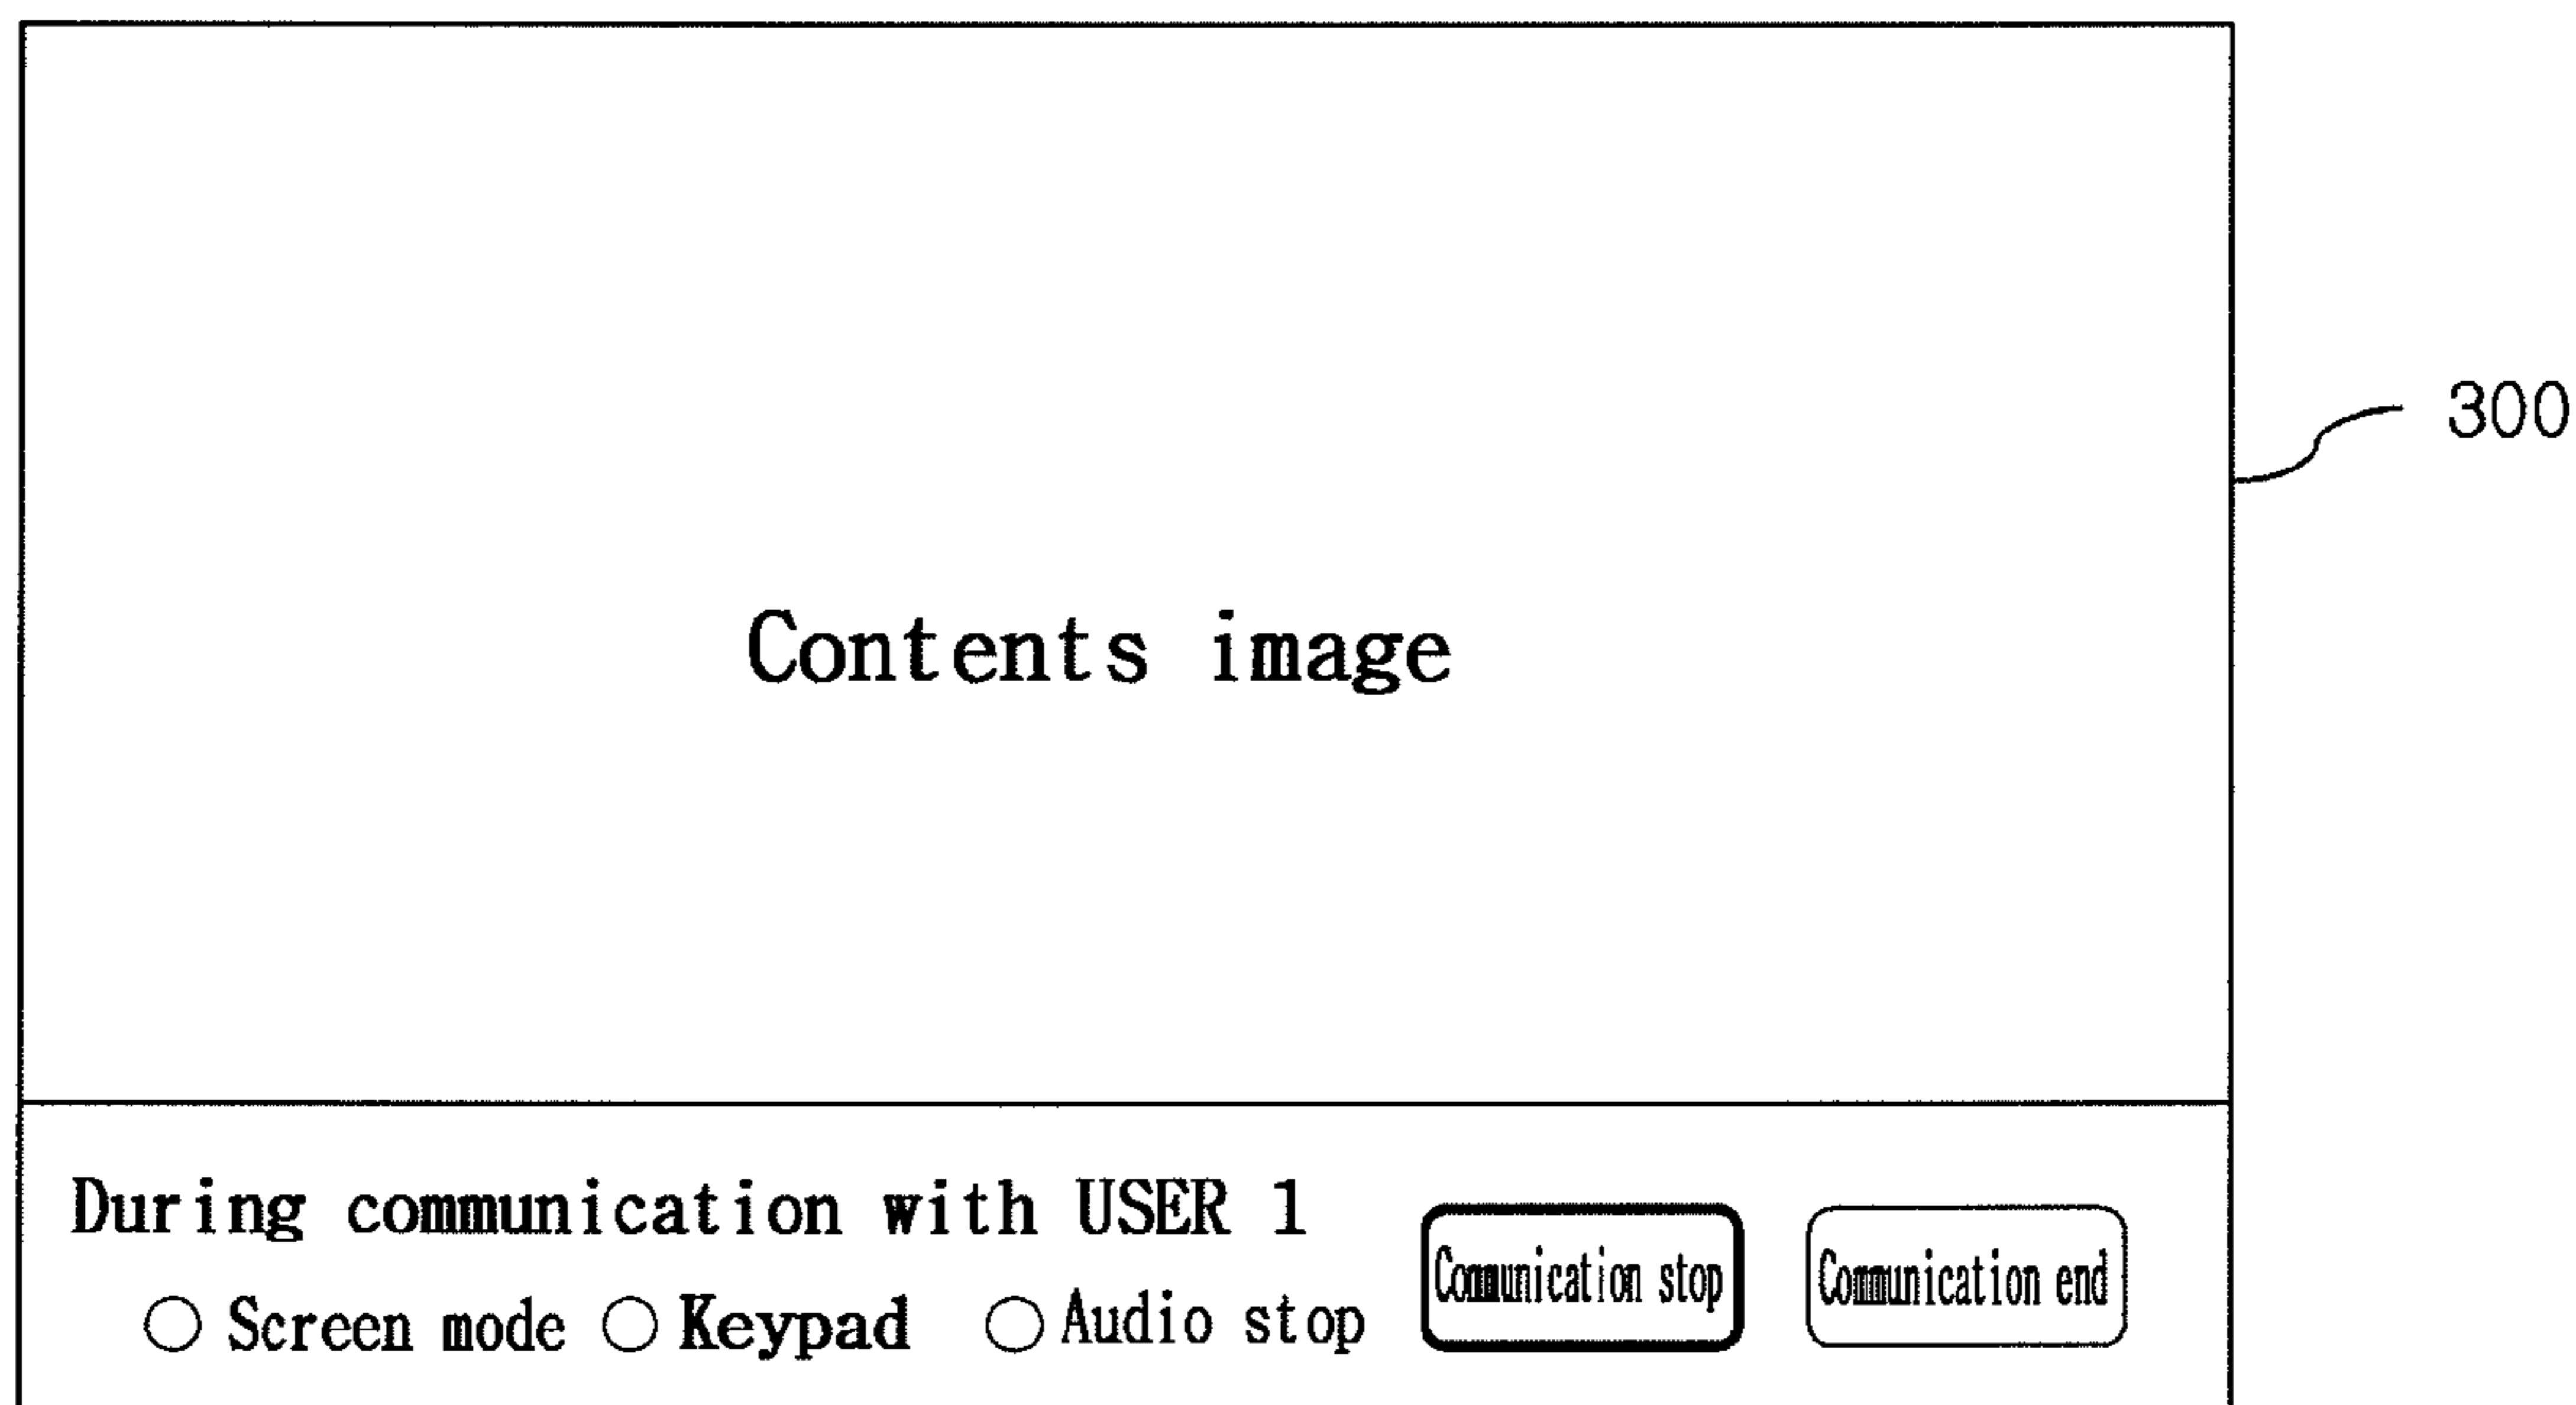 300
Contents image
During communication with USER 1
Communication stop
Communication end
Screen mode
Keypad
Audio stop